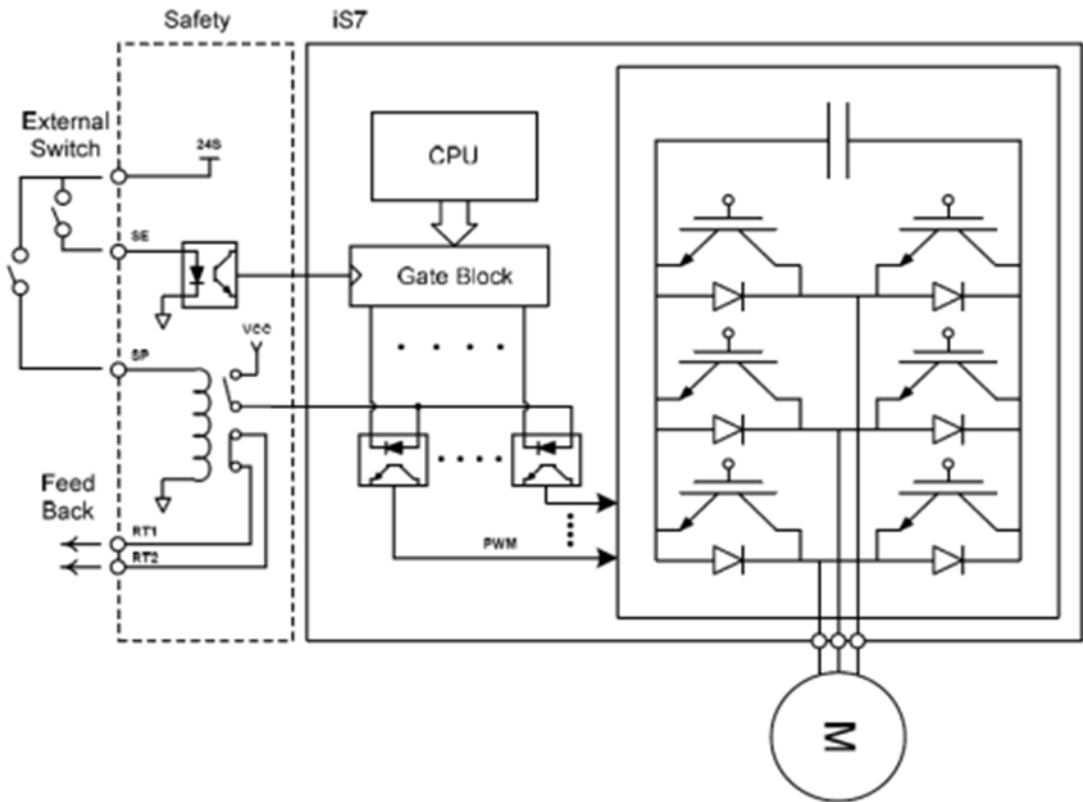 Safety
iS7
External
Switch
24S
CPU
SE
Gate Block
VCC
SP
Feed
Back
RT1
RT2
PWM
M